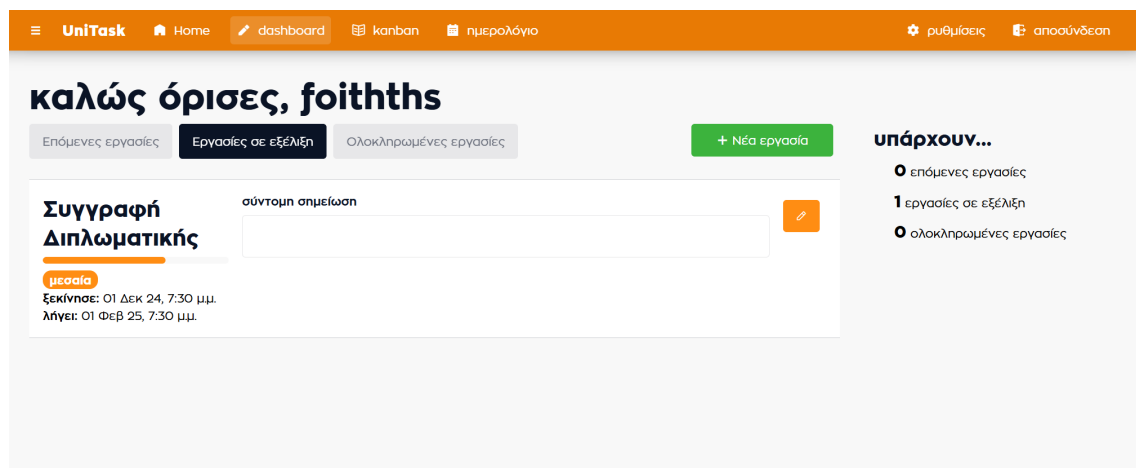 UniTask Home dashboard kanban ημερολόγιο ρυθμίσεις αποσύνδεση
καλώς όρισες, foithths
Επόμενες εργασίες Εργασίες σε εξέλιξη Ολοκληρωμένες εργασίες + Νέα εργασία
υπάρχουν...
0 επόμενες εργασίες
1 εργασίες σε εξέλιξη
0 ολοκληρωμένες εργασίες
Συγγραφή
Διπλωματικής
μεσαία
ξεκίνησε: 01 Δεκ 24, 7:30 μ.μ.
λήγει: 01 Φεβ 25, 7:30 μ.μ.
σύντομη σημείωση